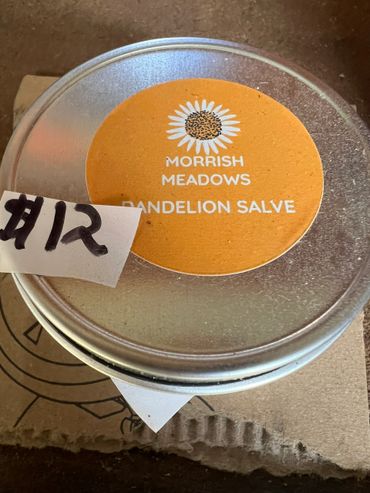 MORRISH
MEADOWS
DANDELION SALVE
$12